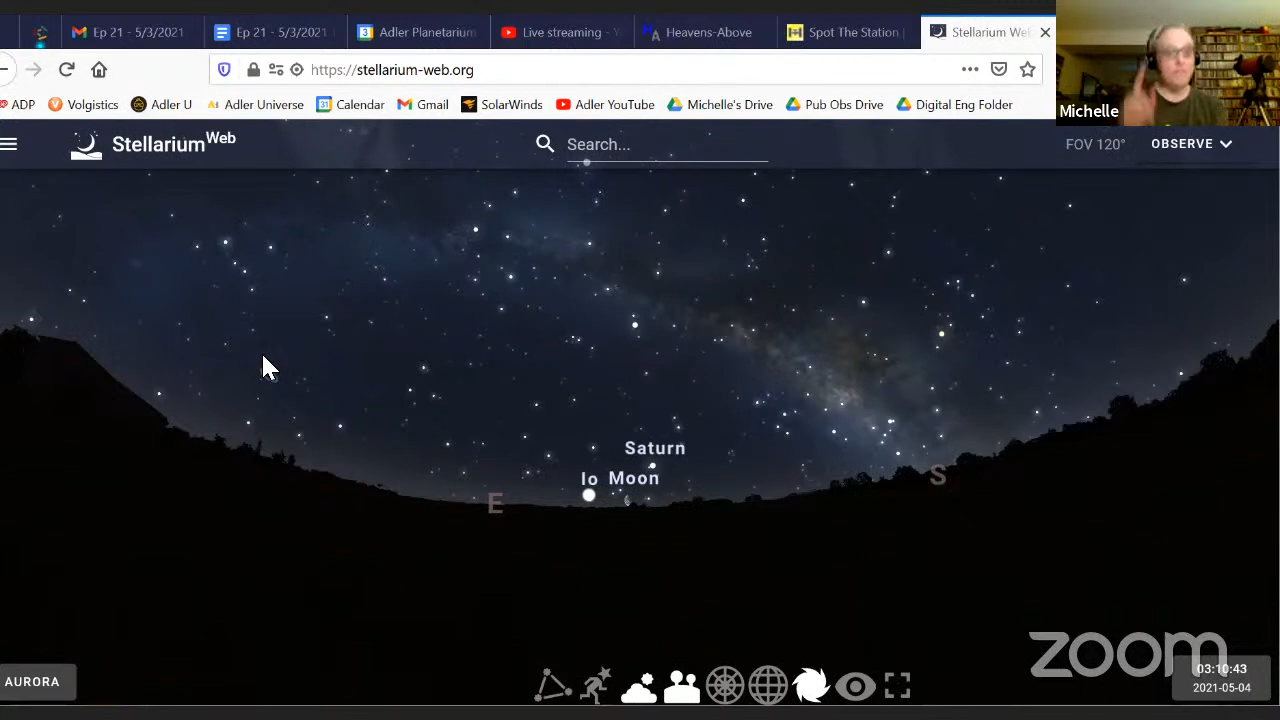 Ep 21 - 5/3/2021
Ep 21 - 5/3/2021
Adler Planetarium
Live streaming -
Heavens-Above
Spot The Station |
Stellarium We
https://stellarium-web.org
ADP
Volgistics
Adler U
Adler Universe
Calendar
Gmail
SolarWinds
Adler YouTube
Michelle's Drive
Pub Obs Drive
Digital Eng Folder
Michelle
StellariumWeb
Search...
FOV 120°
OBSERVE
Saturn
Io Moon
E
S
AURORA
zoom
03:10:43
2021-05-04